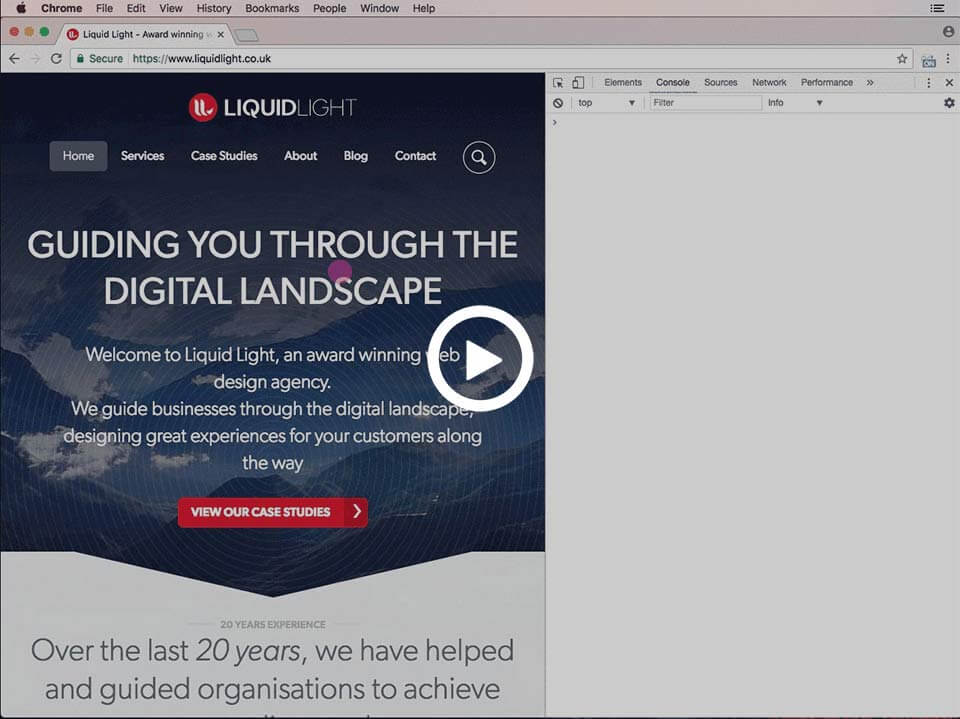 Chrome File Edit View History Bookmarks People Window Help
Liquid Light - Award winning
Secure https://www.liquidlight.co.uk
ON
LIQUIDLIGHT
Home Services Case Studies About Blog Contact
GUIDING YOU THROUGH THE
DIGITAL LANDSCAPE
Welcome to Liquid Light, an award winning web
design agency.
We guide businesses through the digital landscape,
designing great experiences for your customers along
the way
VIEW OUR CASE STUDIES
20 YEARS EXPERIENCE
Over the last 20 years, we have helped
and guided organisations to achieve
Elements Console Sources Network Performance »
top Filter Info